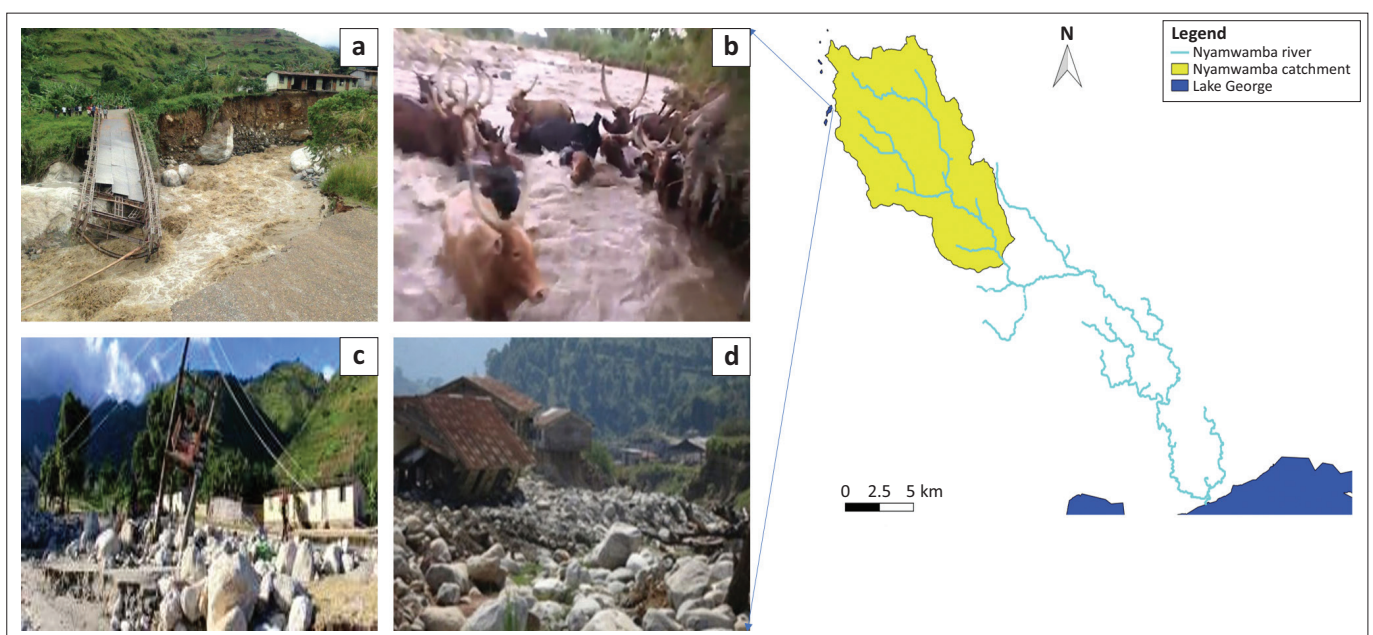 a
b
c
d
N
Legend
Nyamwamba river
Nyamwamba catchment
Lake George
0 2.5 5 km